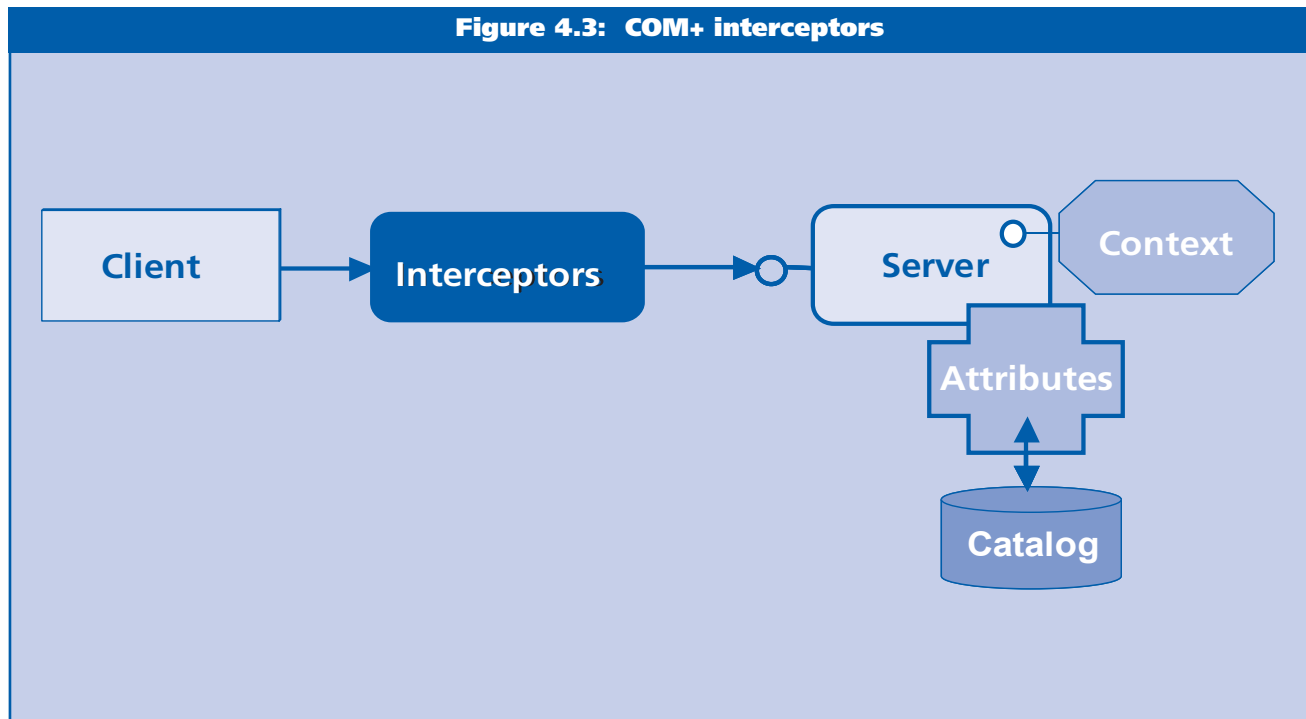 Figure 4.3: COM+ interceptors
Client
Interceptors
Server
Context
Attributes
Catalog